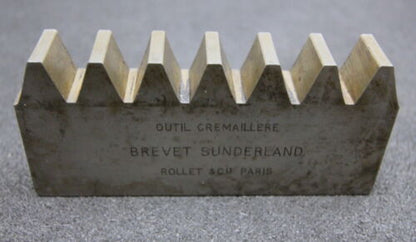 OUTIL CREMAILLERE
BREVET SUNDERLAND
ROLLET & CIE PARIS